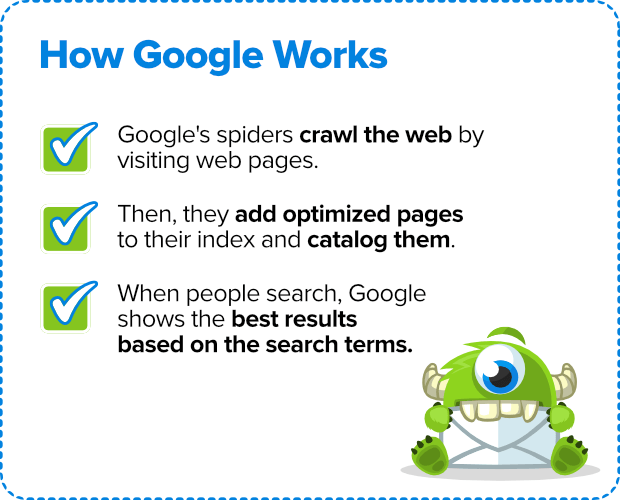 How Google Works
Google's spiders crawl the web by
visiting web pages.
Then, they add optimized pages
to their index and catalog them.
When people search, Google
shows the best results
based on the search terms.